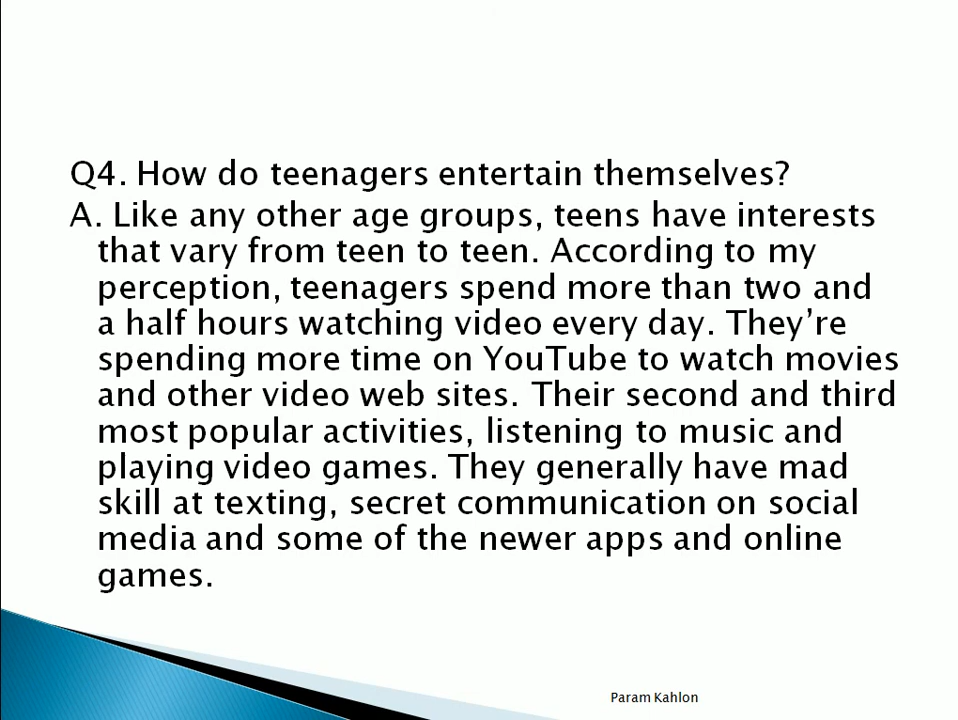 Q4. How do teenagers entertain themselves?
A. Like any other age groups, teens have interests
that vary from teen to teen. According to my
perception, teenagers spend more than two and
a half hours watching video every day. They’re
spending more time on YouTube to watch movies
and other video web sites. Their second and third
most popular activities, listening to music and
playing video games. They generally have mad
skill at texting, secret communication on social
media and some of the newer apps and online
games.
Param Kahlon